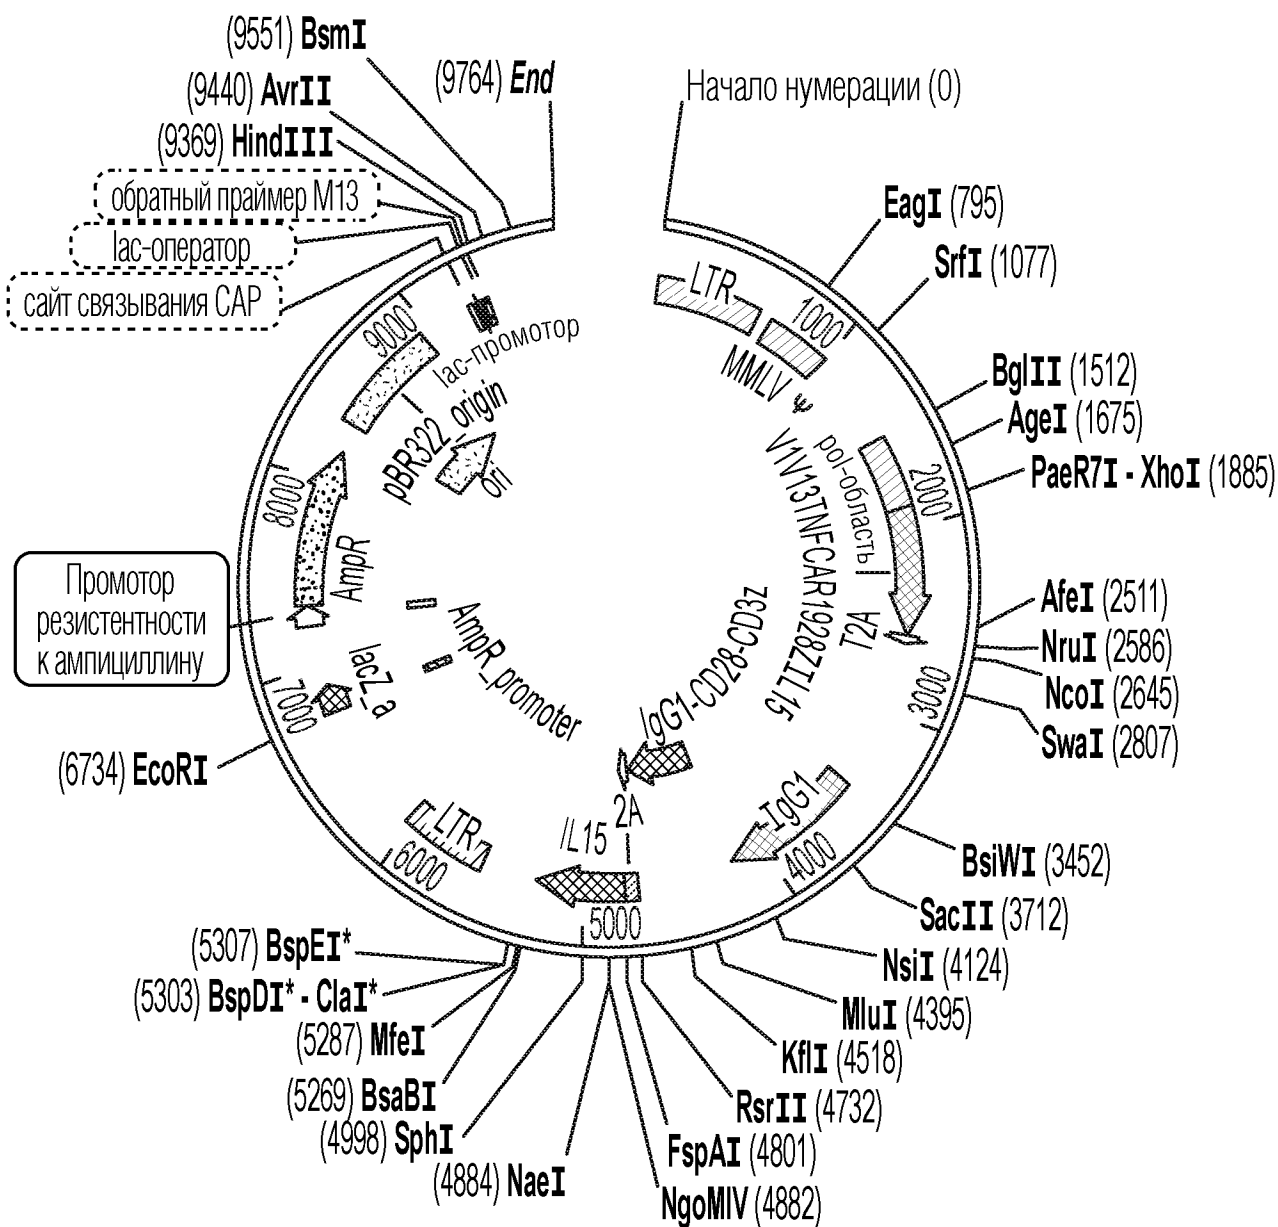 (9551) BsmI
(9440) AvrII
(9764) End
Начало нумерации (0)
(9369) HindIII
обратный праймер M13
lac-оператор
сайт связывания CAP
EagI (795)
SrfI (1077)
BglII (1512)
AgeI (1675)
PaeR7I - XhoI (1885)
AfeI (2511)
NruI (2586)
NcoI (2645)
SwaI (2807)
BsiWI (3452)
SacII (3712)
NsiI (4124)
MluI (4395)
KflI (4518)
RsrII (4732)
FspAI (4801)
NgoMIV (4882)
(4884) NaeI
(4998) SphI
(5269) BsaBI
(5287) MfeI
(5303) BspDI* - ClaI*
(5307) BspEI*
(6734) EcoRI
Промотор
резистентности
к ампициллину
LTR
1000
MMLV Ψ
pol-область
2000
V1V13TNFCAR1928ZIL15
T2A
3000
IgG1-CD28-CD3z
IgG1
4000
2A
IL15
5000
LTR
6000
7000
lacZ_a
AmpR_promoter
AmpR
8000
pBR322_origin
ori
9000
lac-промотор